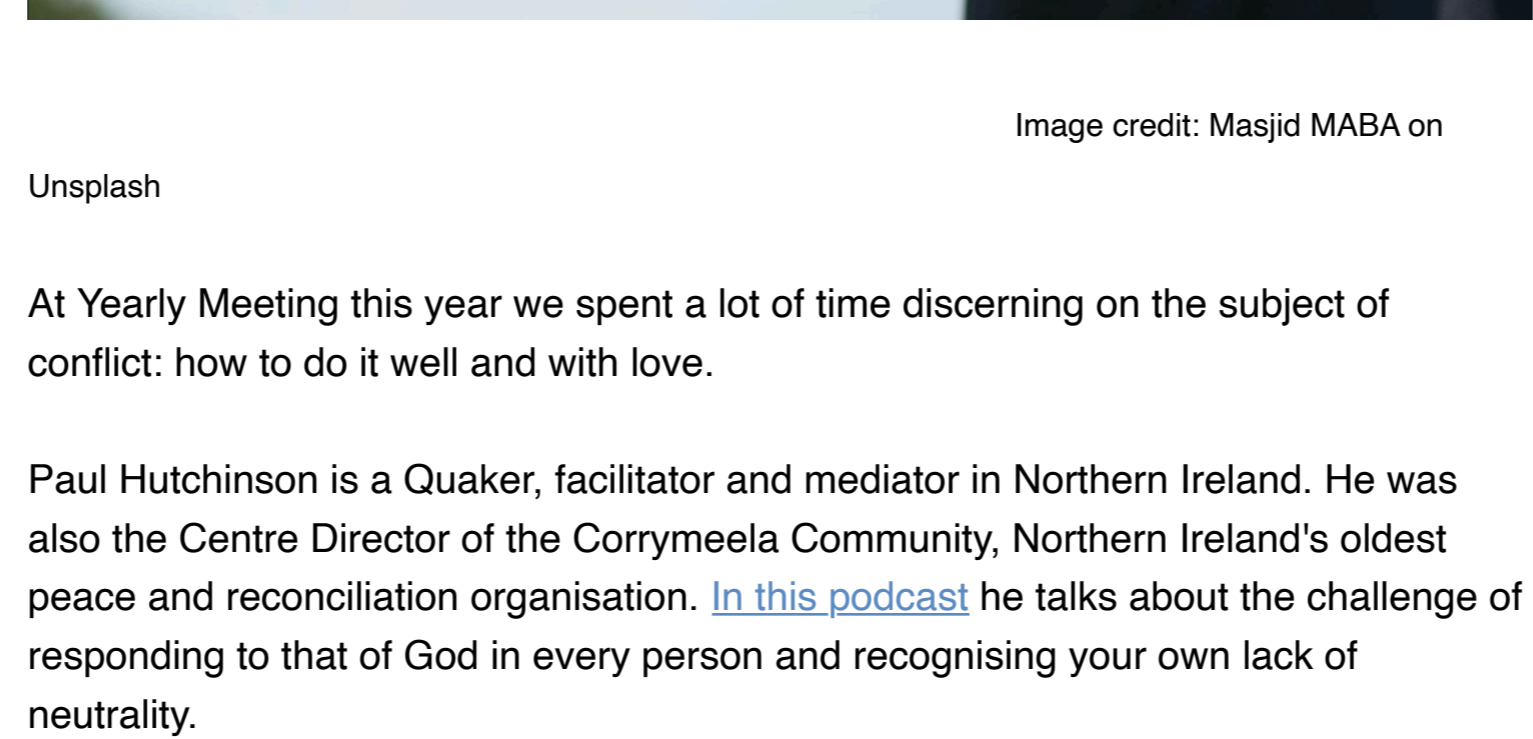 Image credit: Masjid MABA on
Unsplash
At Yearly Meeting this year we spent a lot of time discerning on the subject of
conflict: how to do it well and with love.
Paul Hutchinson is a Quaker, facilitator and mediator in Northern Ireland. He was
also the Centre Director of the Corrymeela Community, Northern Ireland's oldest
peace and reconciliation organisation. In this podcast he talks about the challenge of
responding to that of God in every person and recognising your own lack of
neutrality.